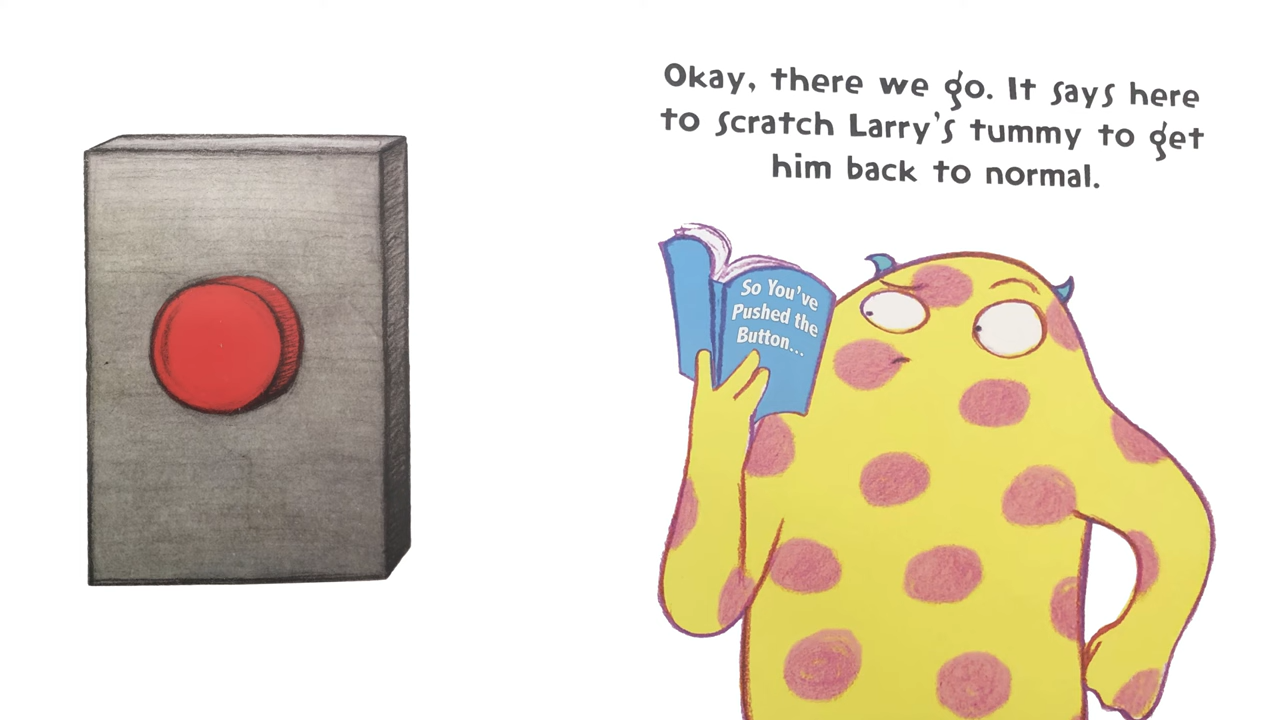 Okay, there we go. It says here
to scratch Larry's tummy to get
him back to normal.
So You've
Pushed the
Button...